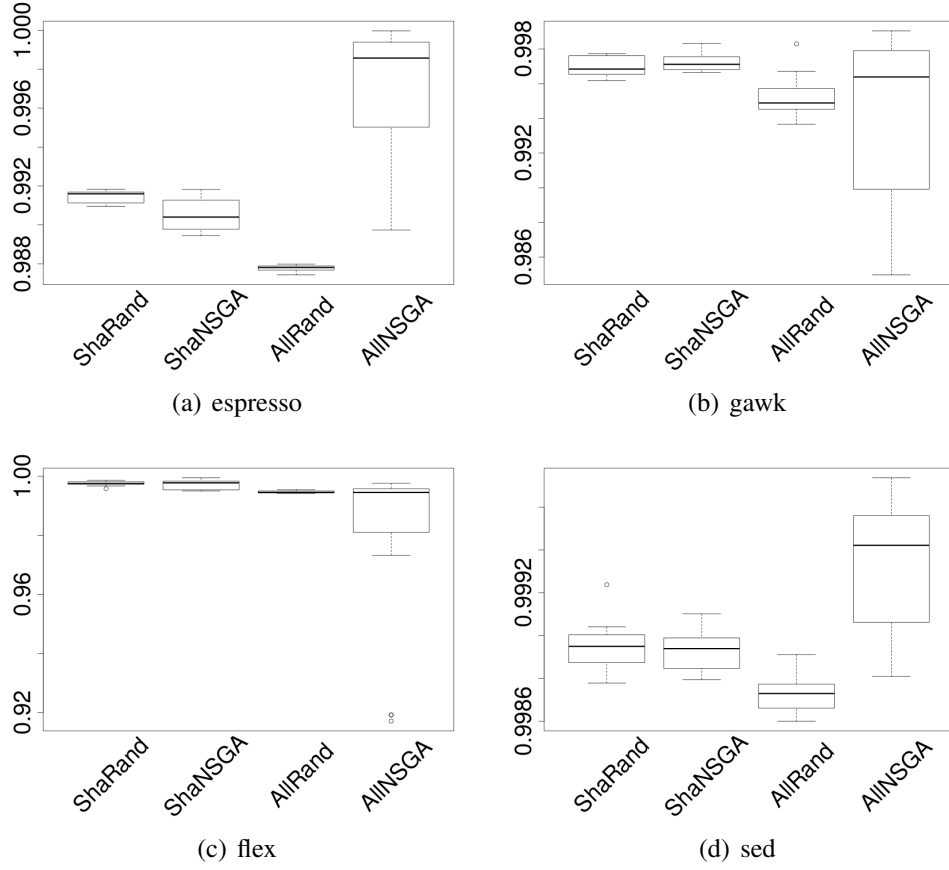 1.000
0.996
0.992
0.988
ShaRand
ShaNSGA
AllRand
AllNSGA
(a) espresso
0.998
0.992
0.986
ShaRand
ShaNSGA
AllRand
AllNSGA
(b) gawk
1.00
0.96
0.92
ShaRand
ShaNSGA
AllRand
AllNSGA
(c) flex
0.9992
0.9986
ShaRand
ShaNSGA
AllRand
AllNSGA
(d) sed